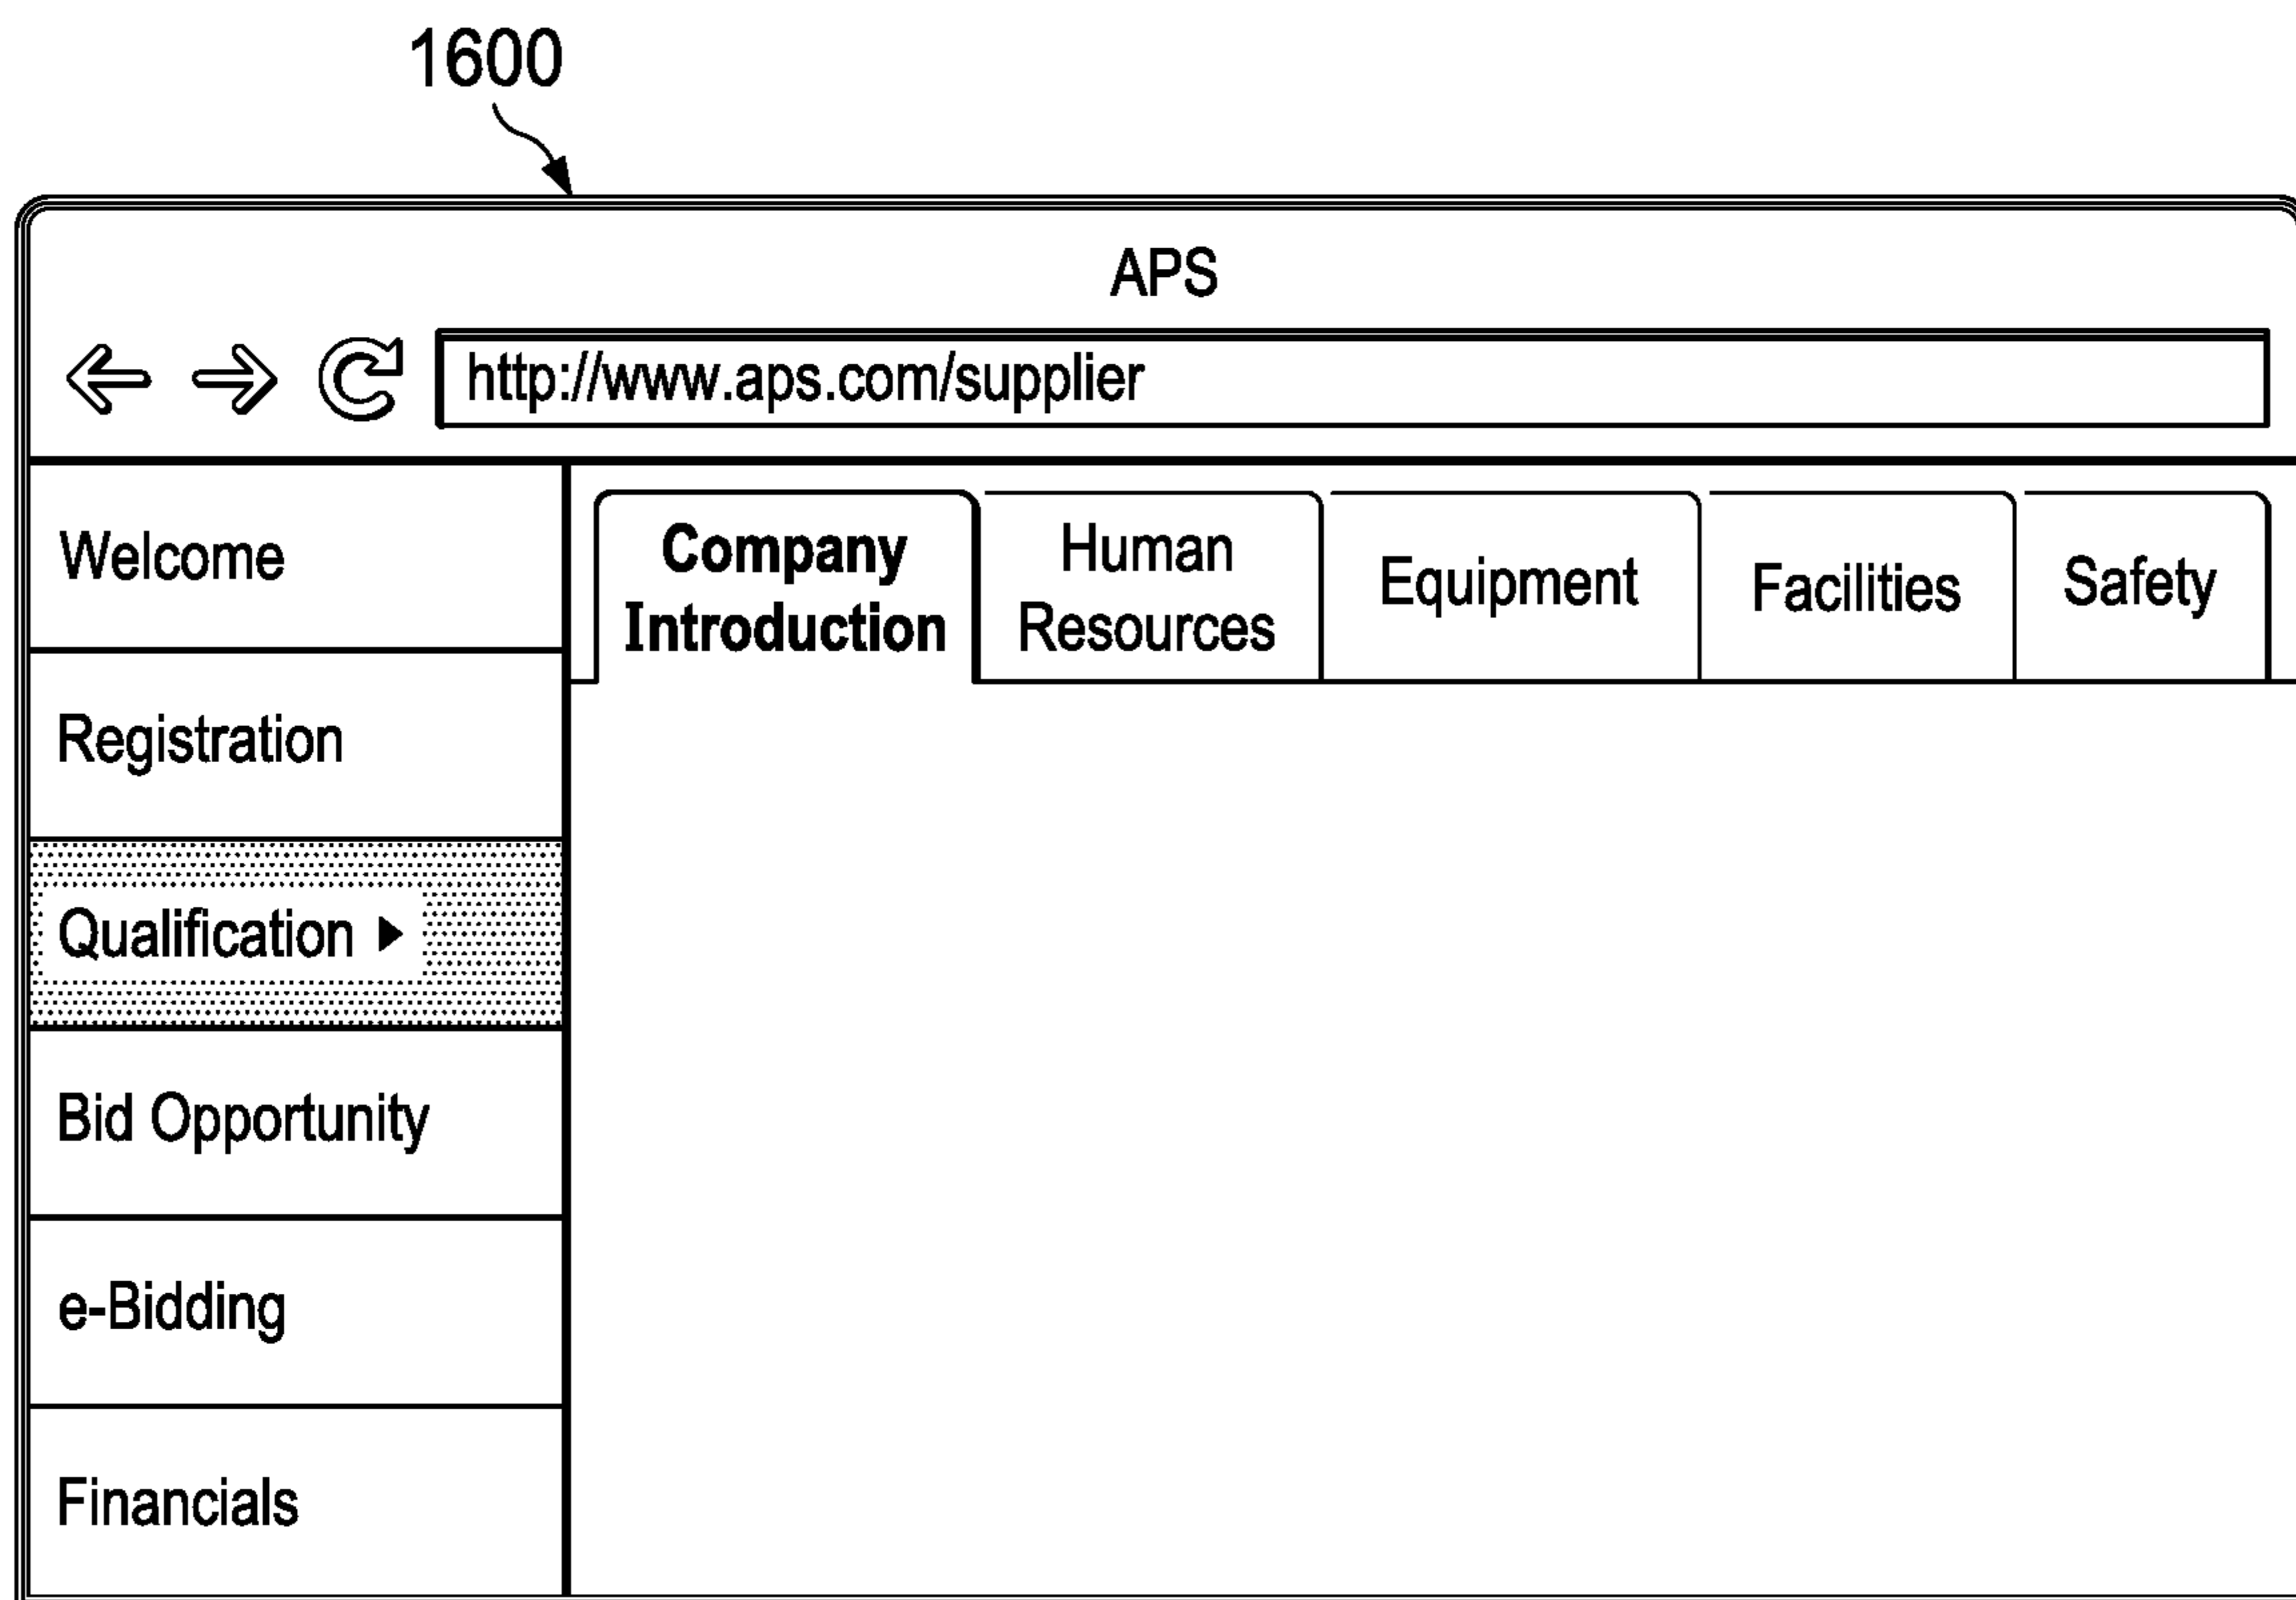 1600
APS
http://www.aps.com/supplier
Welcome
Registration
Qualification ▶
Bid Opportunity
e-Bidding
Financials
Company
Introduction
Human
Resources
Equipment
Facilities
Safety